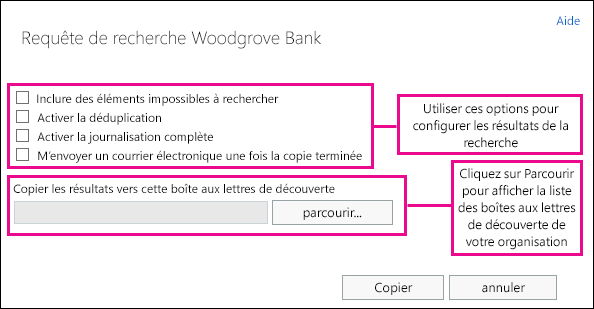 Aide
Requête de recherche Woodgrove Bank
Inclure des éléments impossibles à rechercher
Activer la déduplication
Activer la journalisation complète
M'envoyer un courrier électronique une fois la copie terminée
Utiliser ces options pour
configurer les résultats de la
recherche
Copier les résultats vers cette boîte aux lettres de découverte
parcourir...
Cliquez sur Parcourir
pour afficher la liste
des boîtes aux lettres
de découverte de
votre organisation
Copier
annuler